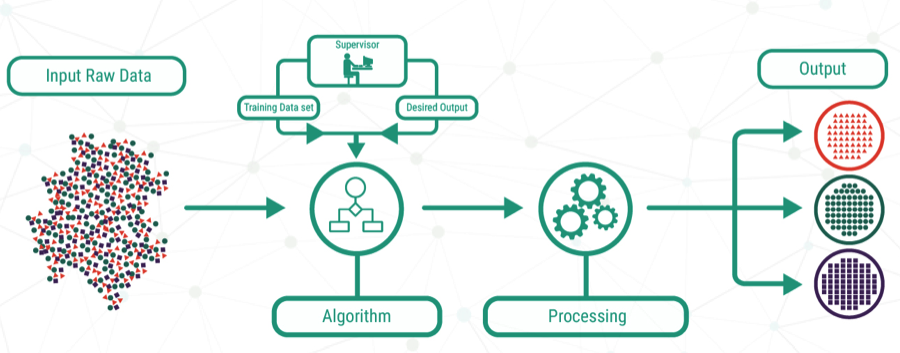 Input Raw Data
Supervisor
Training Data set
Desired Output
Algorithm
Processing
Output